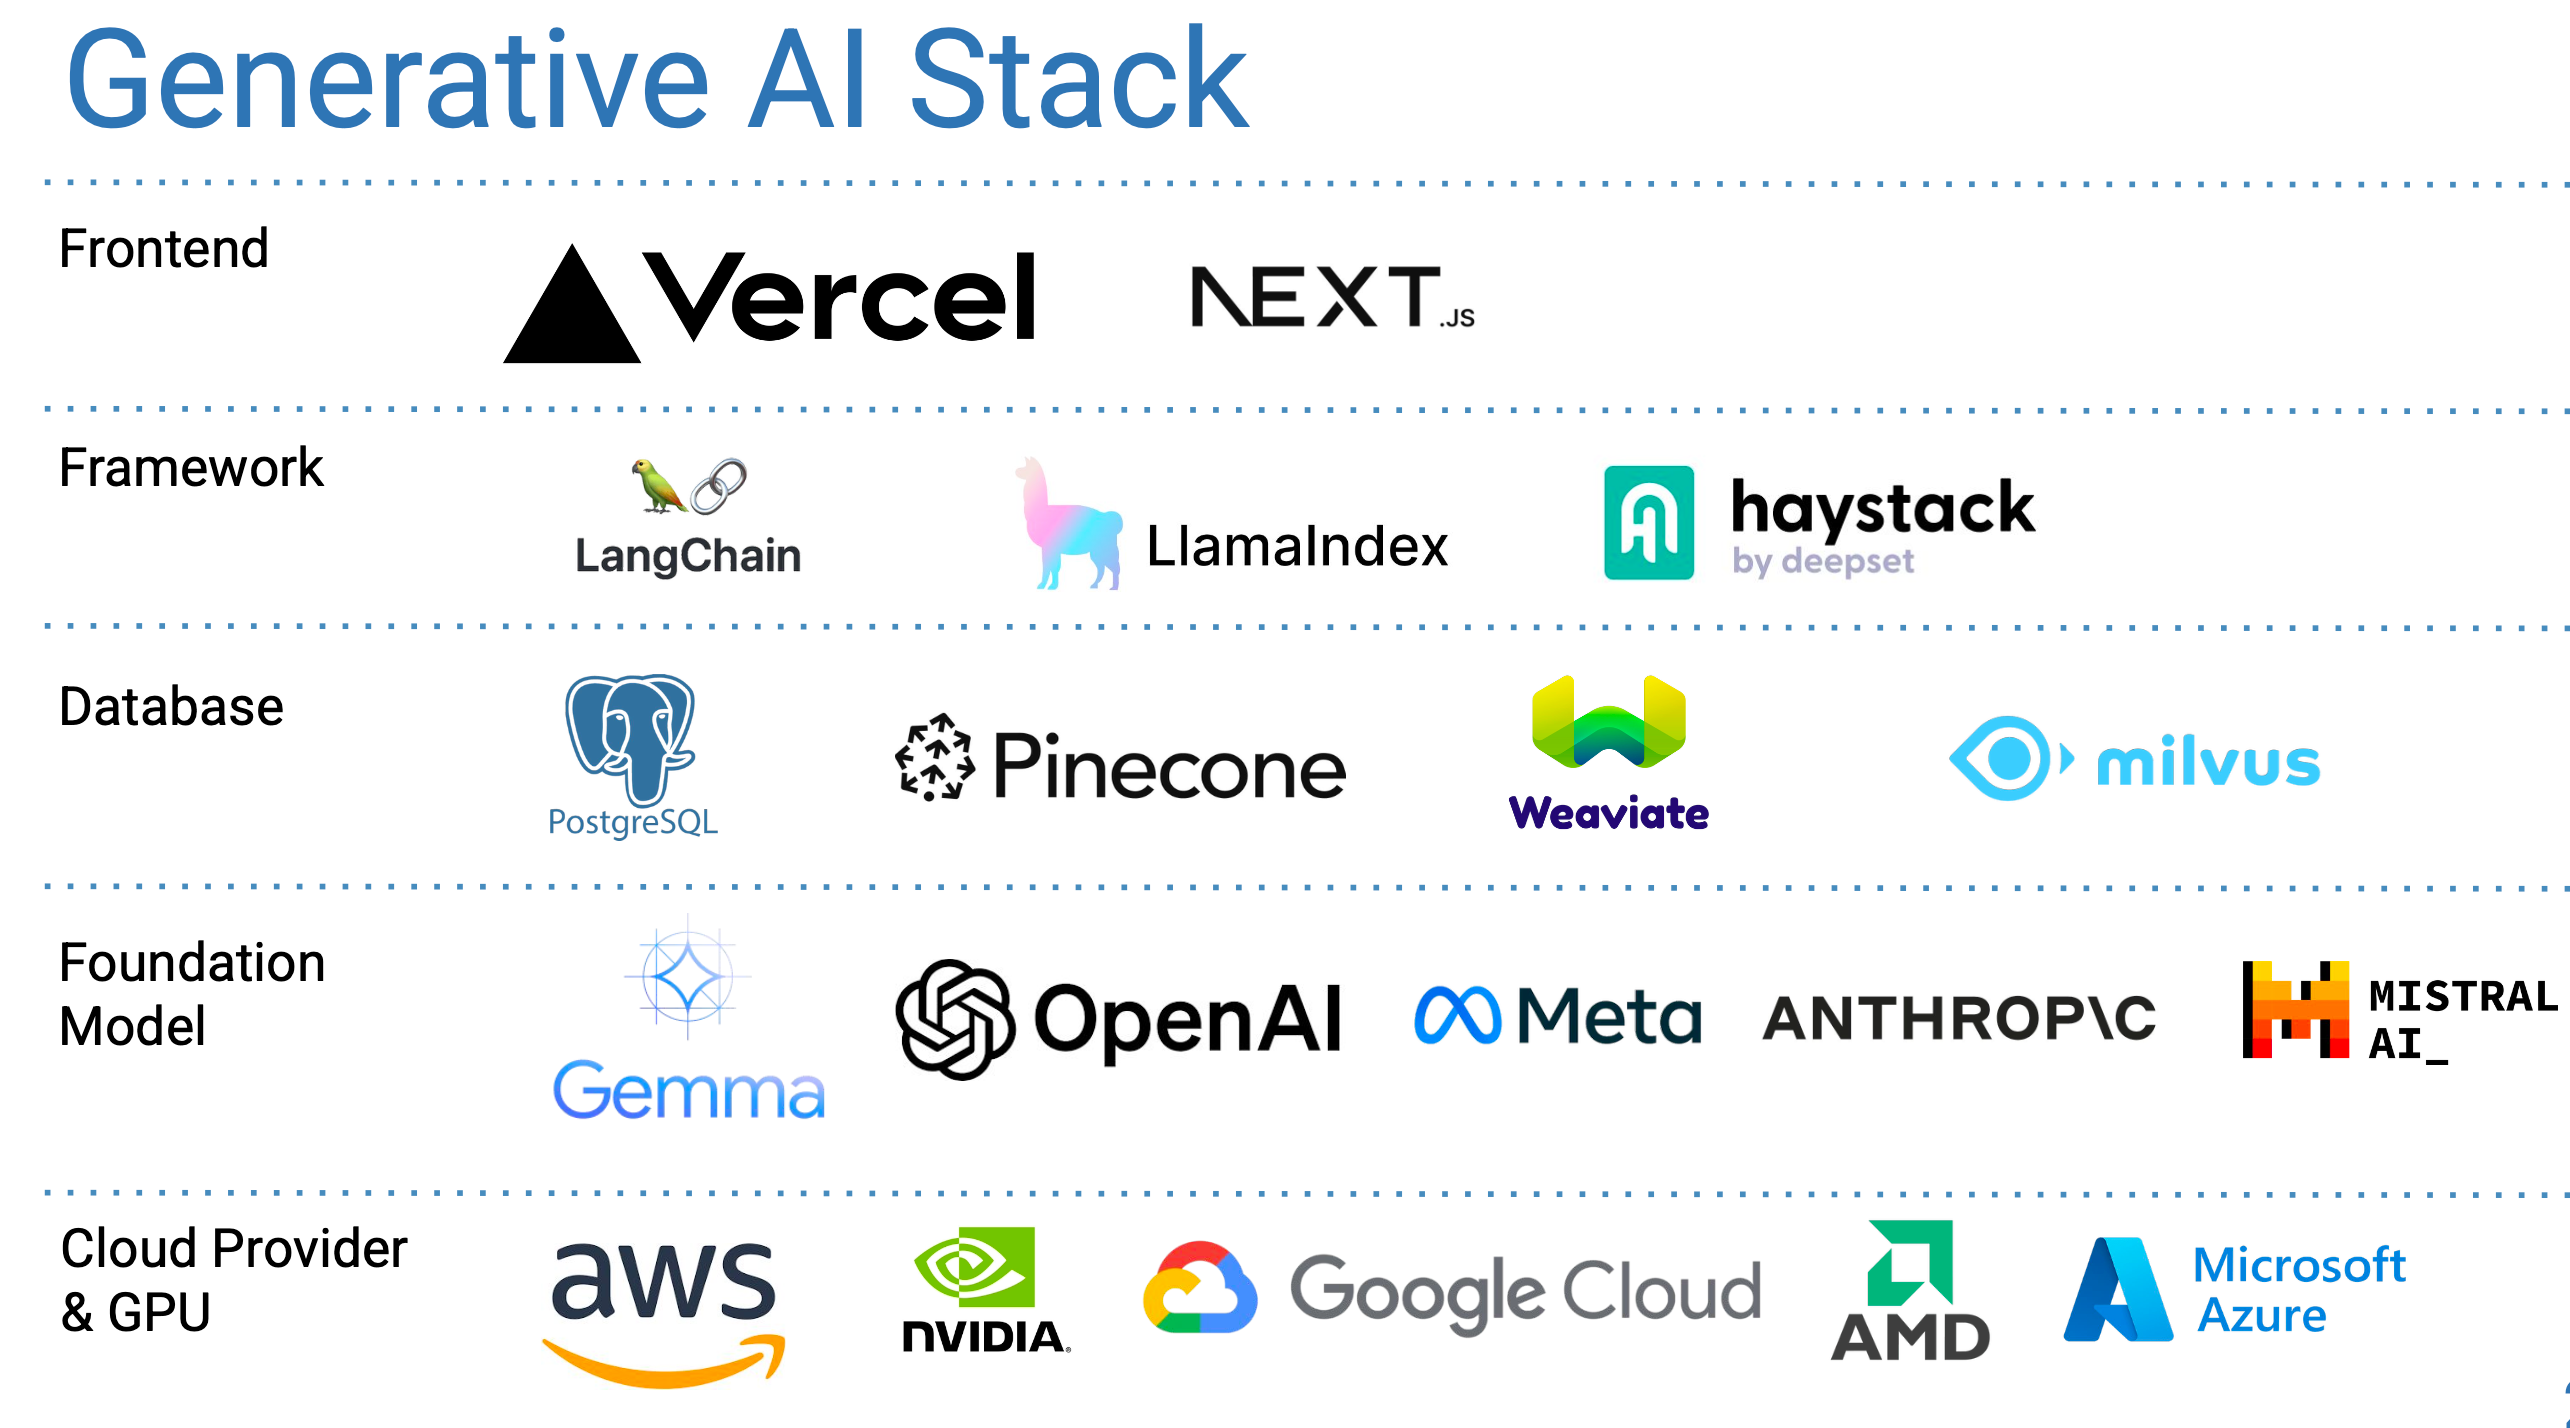 Generative AI Stack
Frontend
Vercel
NEXT.JS
Framework
LangChain
LlamaIndex
haystack
by deepset
Database
PostgreSQL
Pinecone
Weaviate
milvus
Foundation
Model
Gemma
OpenAI
Meta
ANTHROP\C
MISTRAL
AI_
Cloud Provider
& GPU
aws
NVIDIA®
Google Cloud
AMD
Microsoft
Azure